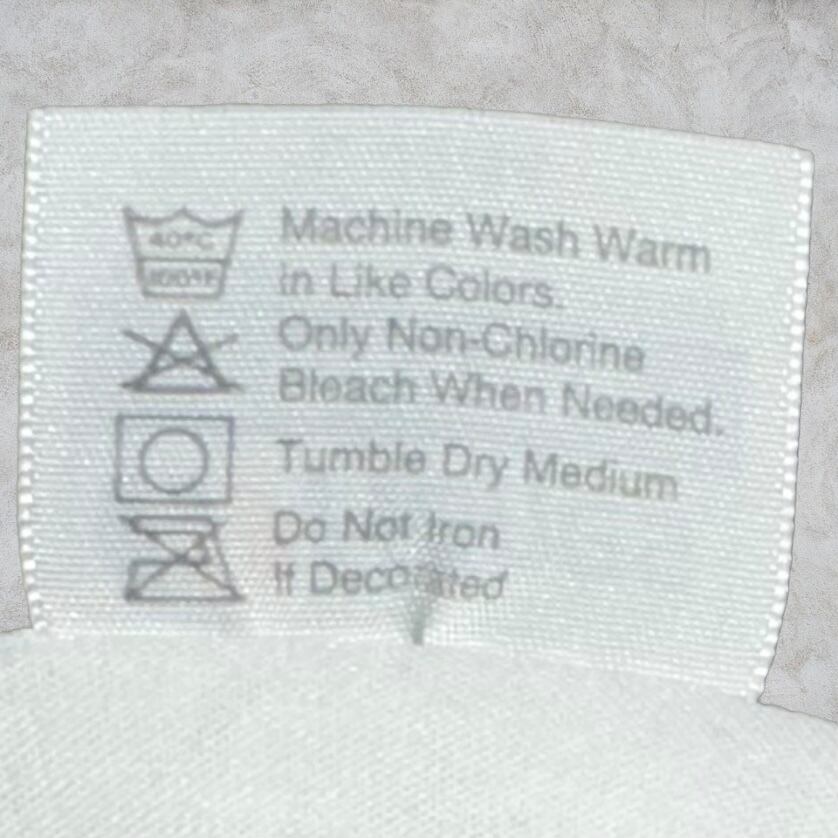 40°C
100°F
Machine Wash Warm
in Like Colors.
Only Non-Chlorine
Bleach When Needed.
Tumble Dry Medium
Do Not Iron
If Decorated